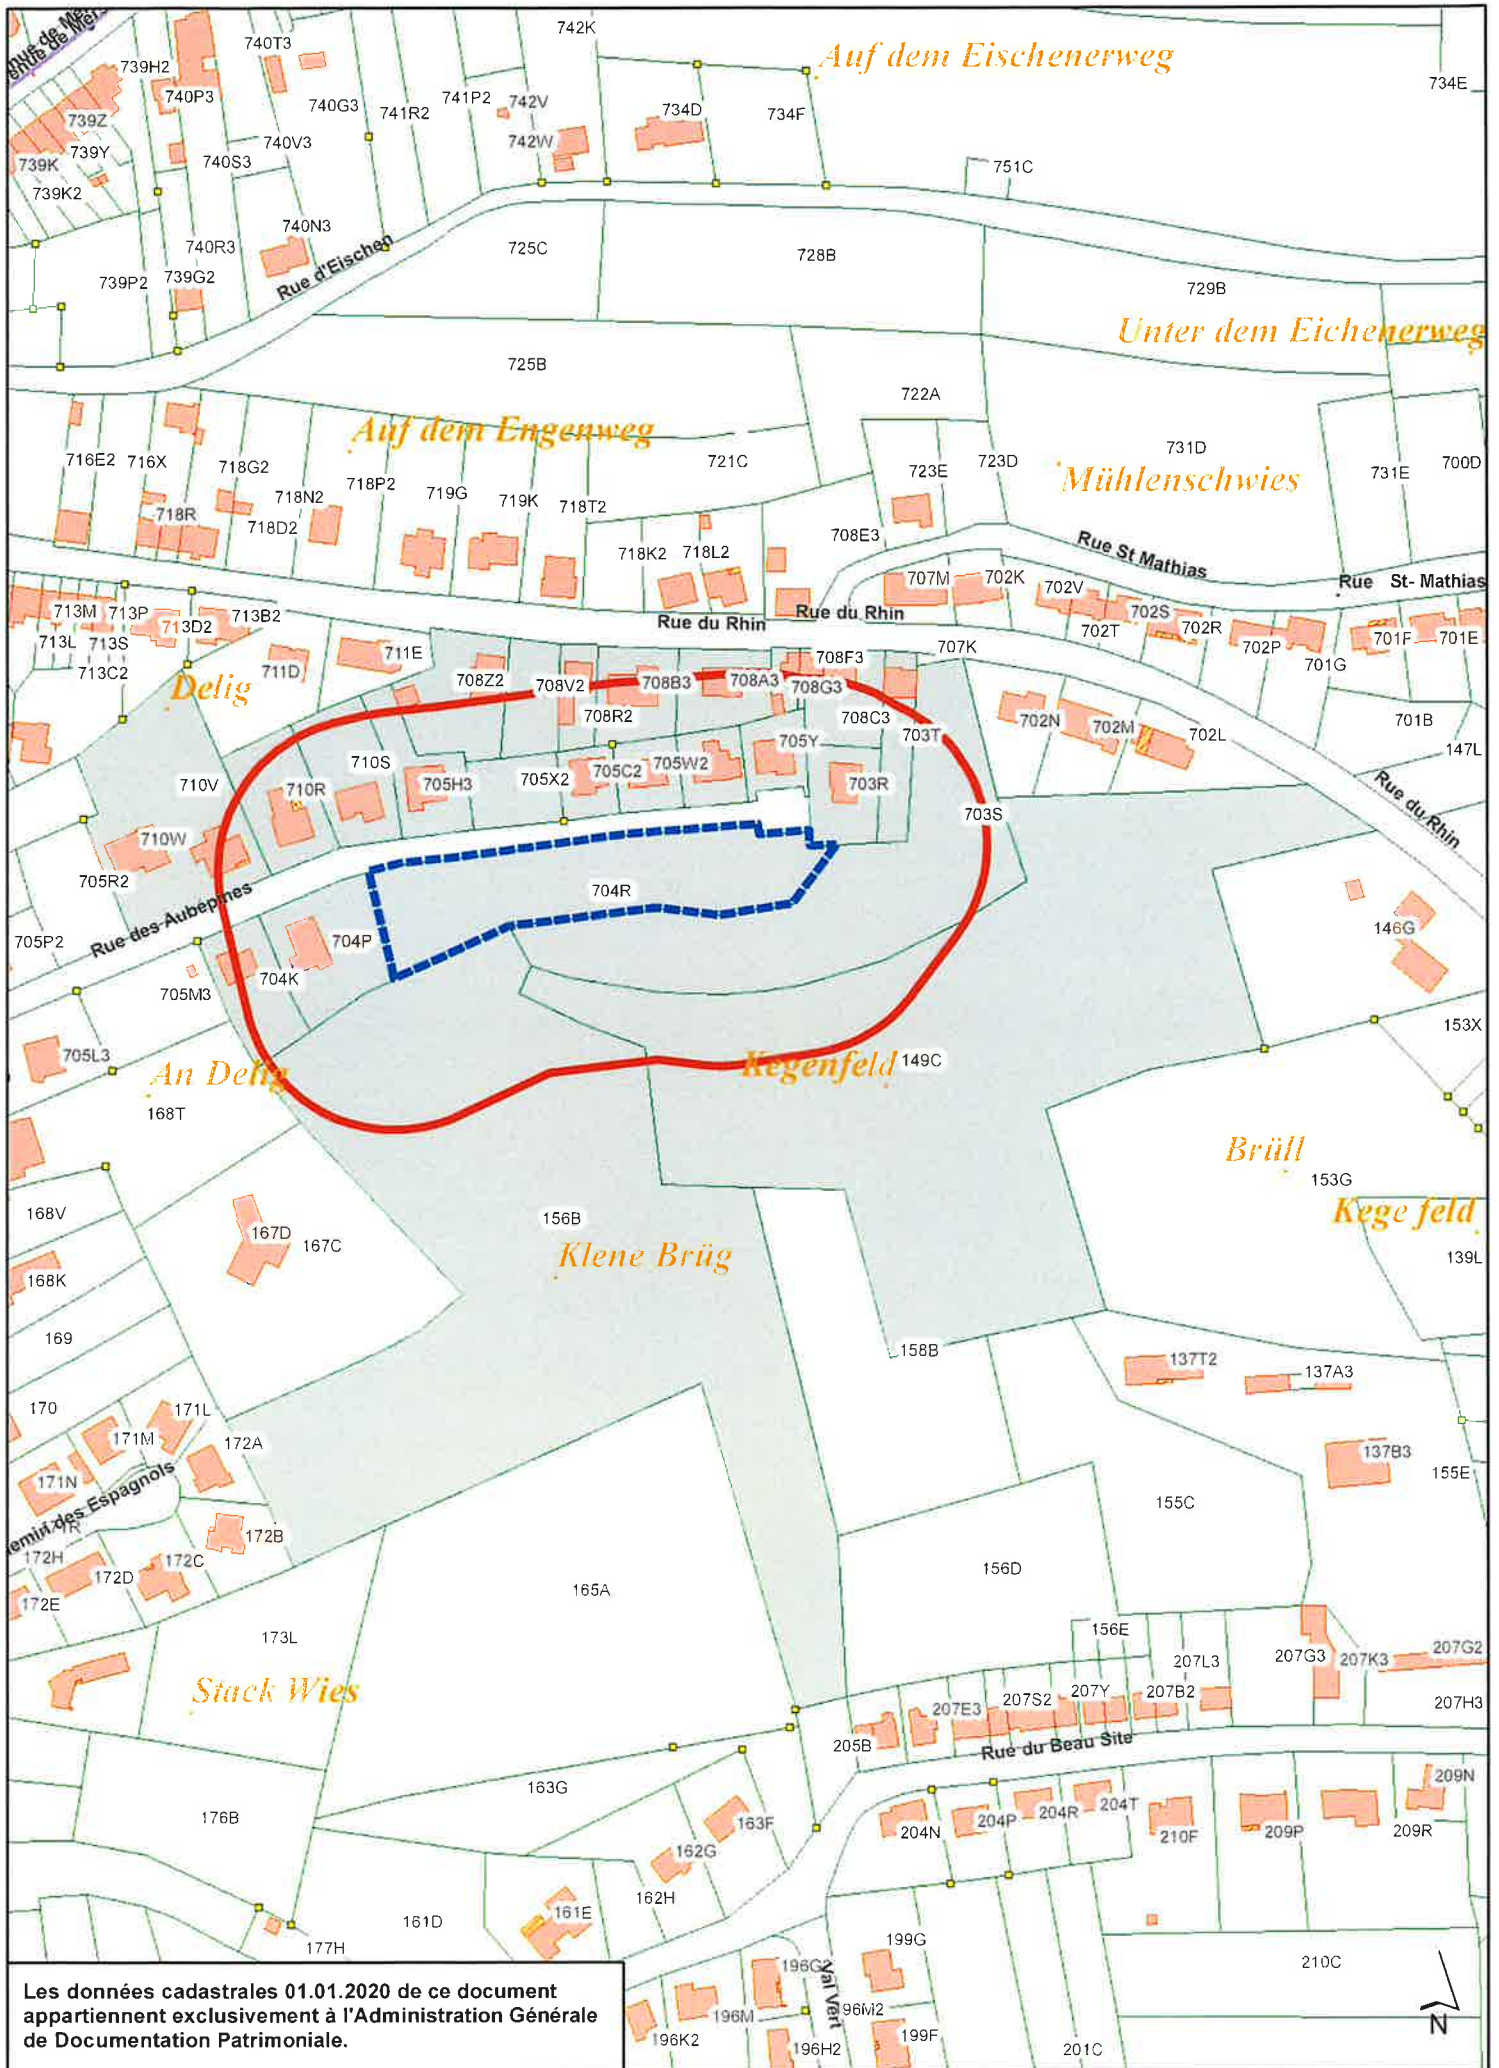 742K
Auf dem Eischenerweg
740T3
739H2
734E
740P3
740G3
741R2
741P2
742V
734D
734F
739Z
742W
740V3
739Y
739K
740S3
751C
739K2
740N3
740R3
725C
728B
Rue d'Eischen
739P2
739G2
729B
Unter dem Eichenerweg
725B
722A
Auf dem Engenweg
716E2
716X
718G2
721C
731D
723E
723D
731E
700D
718N2
718P2
719G
719K
718T2
Mühlenschwies
718R
718D2
708E3
Rue St Mathias
718K2
718L2
707M
702K
702V
Rue St-Mathias
713M
713P
713B2
Rue du Rhin
Rue du Rhin
702S
713L
713S
713D2
702T
702R
701F
701E
711E
707K
702P
713C2
711D
708Z2
708V2
708B3
708A3
708F3
701G
Delig
708G3
708R2
708C3
702N
702M
702L
701B
703T
705Y
147L
710V
710R
710S
705H3
705X2
705C2
705W2
703R
Rue du Rhin
703S
710W
705R2
704R
Rue des Aubépines
705P2
704P
146G
704K
705M3
153X
705L3
An Delig
Kegenfeld
149C
168T
Brüll
153G
168V
156B
Kege feld
167D
167C
Klene Brüg
139L
168K
169
158B
137T2
137A3
170
171L
171M
172A
137B3
171N
155E
155C
172B
172H
172C
172D
156D
172E
165A
173L
156E
207L3
207G3
207K3
207G2
Stack Wies
207E3
207S2
207Y
207B2
207H3
205B
Rue du Beau Site
163G
209N
176B
163F
204N
204P
204R
204T
210F
209P
209R
162G
162H
161E
161D
177H
199G
210C
196G
Val Vert
196M
196M2
196K2
199F
196H2
201C
N
Les données cadastrales 01.01.2020 de ce document
appartiennent exclusivement à l'Administration Générale
de Documentation Patrimoniale.